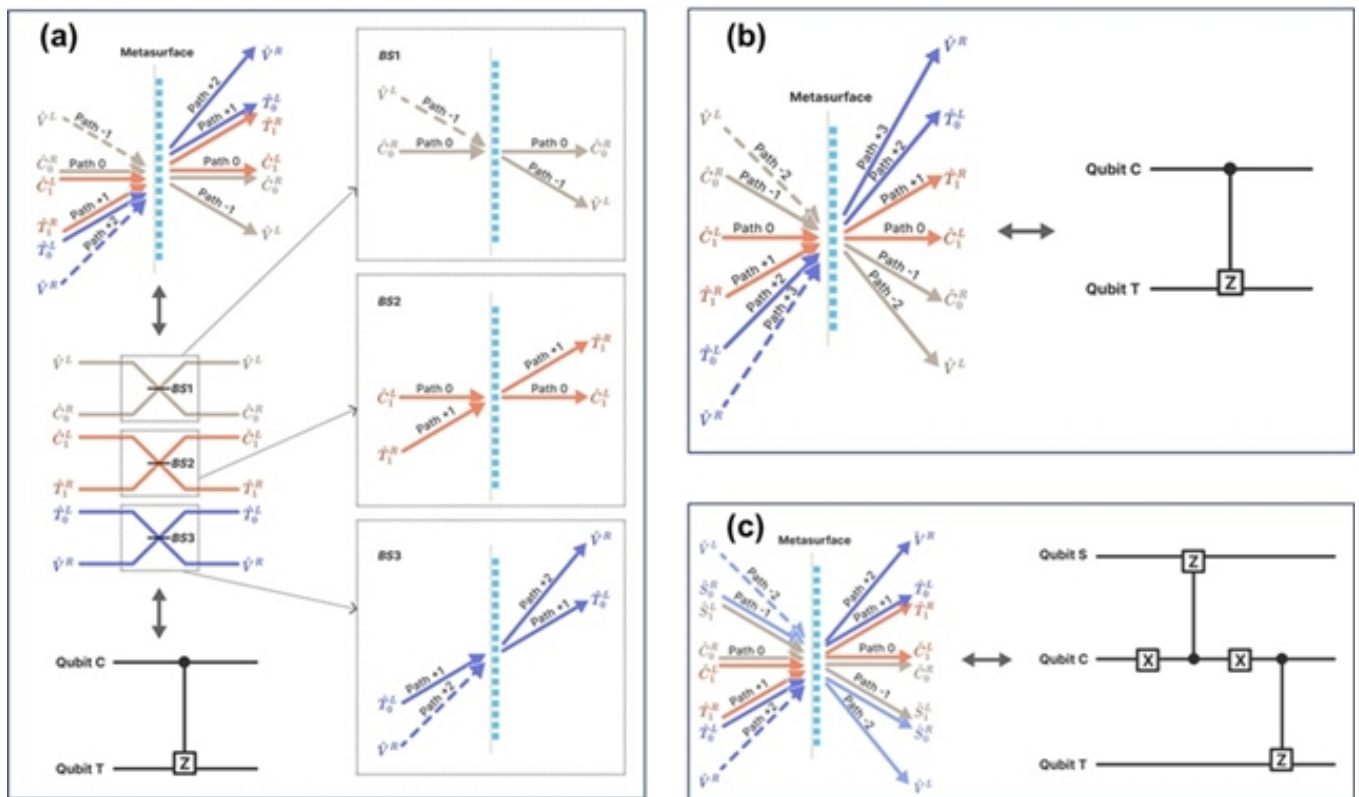 (a)
Metasurface
V̂^R
Path +2
T̂_0^L
Path +1
T̂_1^R
V̂^L
Path -1
Ĉ_0^R
Path 0
Ĉ_1^L
Path 0
Ĉ_1^L
Ĉ_0^R
T̂_1^R
Path +1
T̂_0^L
Path +2
V̂^R
Path -1
V̂^L
V̂^L
BS1
V̂^L
Ĉ_0^R
Ĉ_0^R
Ĉ_1^L
BS2
Ĉ_1^L
T̂_1^R
T̂_1^R
T̂_0^L
BS3
T̂_0^L
V̂^R
V̂^R
Qubit C
Qubit T
Z
BS1
V̂^L
Path -1
Ĉ_0^R
Path 0
Path 0
Ĉ_0^R
Path -1
V̂^L
BS2
T̂_1^R
Path +1
Ĉ_1^L
Path 0
Path 0
Ĉ_1^L
Path +1
T̂_1^R
BS3
V̂^R
Path +2
T̂_0^L
Path +1
Path +1
T̂_0^L
Path +2
V̂^R
(b)
Metasurface
V̂^R
Path +3
T̂_0^L
Path +2
V̂^L
Path -2
Ĉ_0^R
Path -1
Path +1
T̂_1^R
Ĉ_1^L
Path 0
Path 0
Ĉ_1^L
T̂_1^R
Path +1
Path -1
Ĉ_0^R
T̂_0^L
Path +2
Path -2
V̂^L
V̂^R
Path +3
Qubit C
Qubit T
Z
(c)
Metasurface
V̂^L
Path -2
Ŝ_0^R
Path -1
Ŝ_1^L
Ĉ_0^R
Path 0
Ĉ_1^L
T̂_1^R
Path +1
T̂_0^L
Path +2
V̂^R
V̂^R
Path +2
T̂_0^L
Path +1
T̂_1^R
Path 0
Ĉ_1^L
Ĉ_0^R
Path -1
Ŝ_1^L
Path -2
Ŝ_0^R
V̂^L
Qubit S
Z
Qubit C
X
X
Qubit T
Z